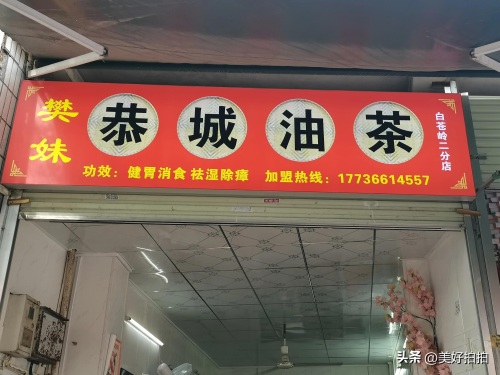 樊妹
恭城油茶
白苍岭二分店
功效：健胃消食 祛湿除瘴 加盟热线：17736614557
头条@美好拍拍